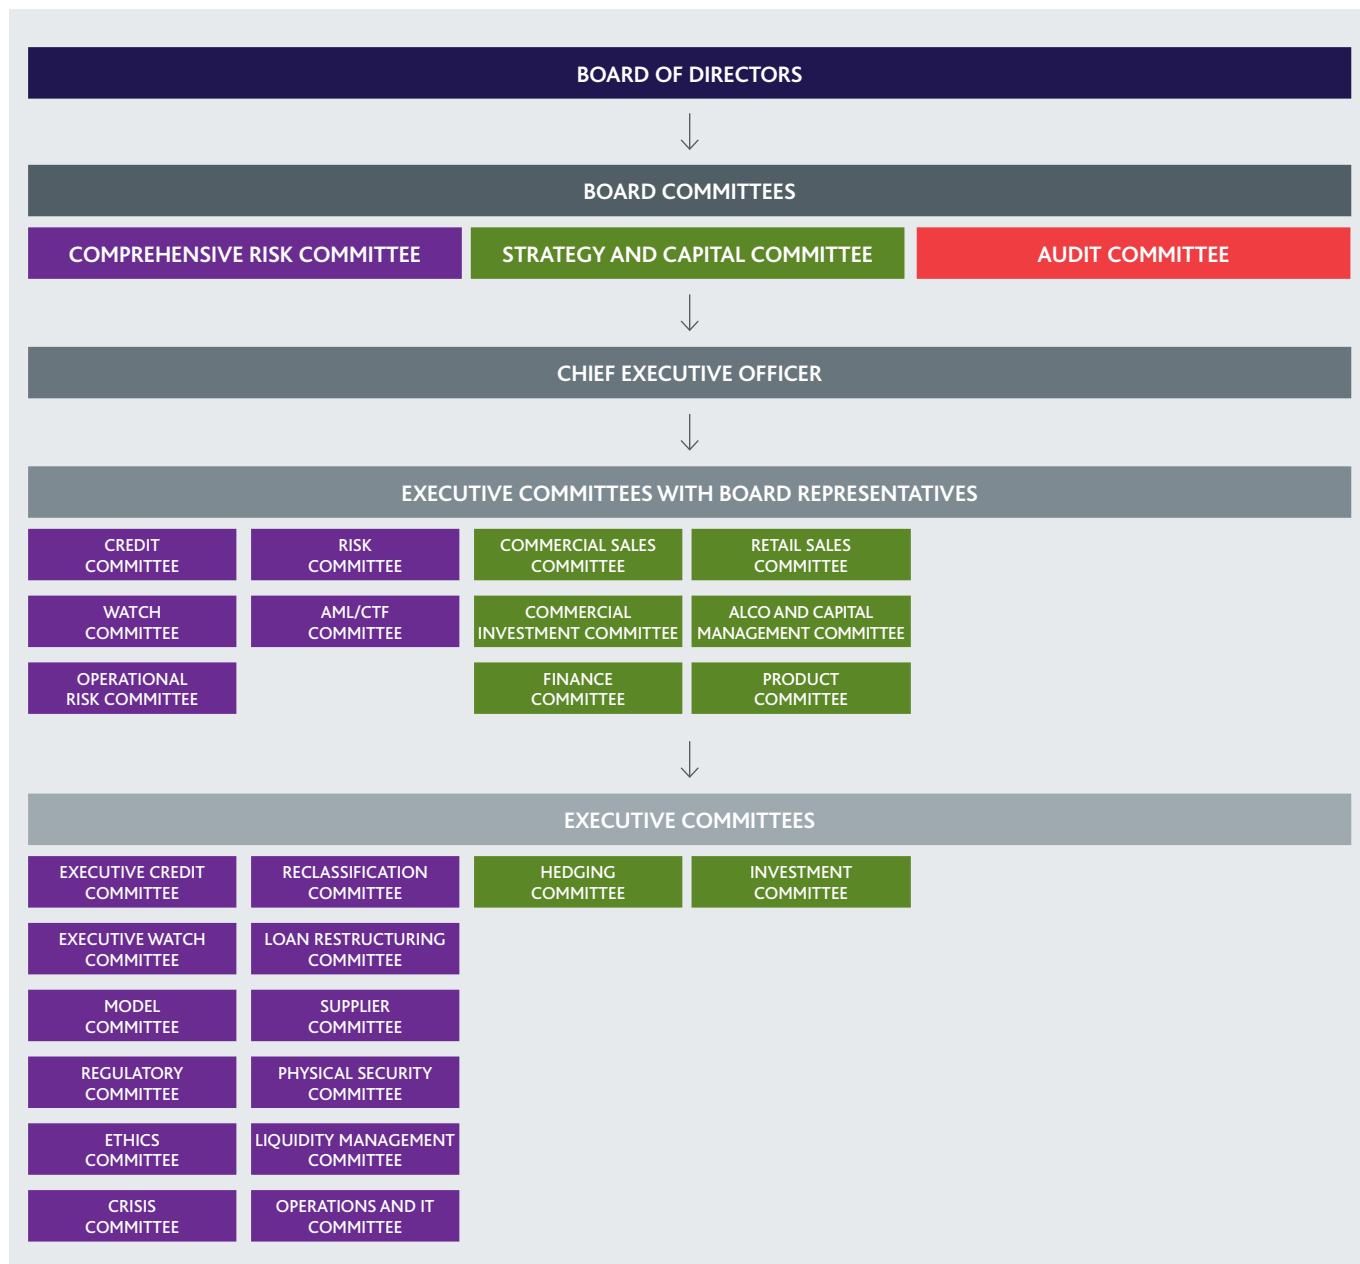 BOARD OF DIRECTORS
BOARD COMMITTEES
COMPREHENSIVE RISK COMMITTEE
STRATEGY AND CAPITAL COMMITTEE
AUDIT COMMITTEE
CHIEF EXECUTIVE OFFICER
EXECUTIVE COMMITTEES WITH BOARD REPRESENTATIVES
CREDIT
COMMITTEE
RISK
COMMITTEE
COMMERCIAL SALES
COMMITTEE
RETAIL SALES
COMMITTEE
WATCH
COMMITTEE
AML/CTF
COMMITTEE
COMMERCIAL
INVESTMENT COMMITTEE
ALCO AND CAPITAL
MANAGEMENT COMMITTEE
OPERATIONAL
RISK COMMITTEE
FINANCE
COMMITTEE
PRODUCT
COMMITTEE
EXECUTIVE COMMITTEES
EXECUTIVE CREDIT
COMMITTEE
RECLASSIFICATION
COMMITTEE
HEDGING
COMMITTEE
INVESTMENT
COMMITTEE
EXECUTIVE WATCH
COMMITTEE
LOAN RESTRUCTURING
COMMITTEE
MODEL
COMMITTEE
SUPPLIER
COMMITTEE
REGULATORY
COMMITTEE
PHYSICAL SECURITY
COMMITTEE
ETHICS
COMMITTEE
LIQUIDITY MANAGEMENT
COMMITTEE
CRISIS
COMMITTEE
OPERATIONS AND IT
COMMITTEE